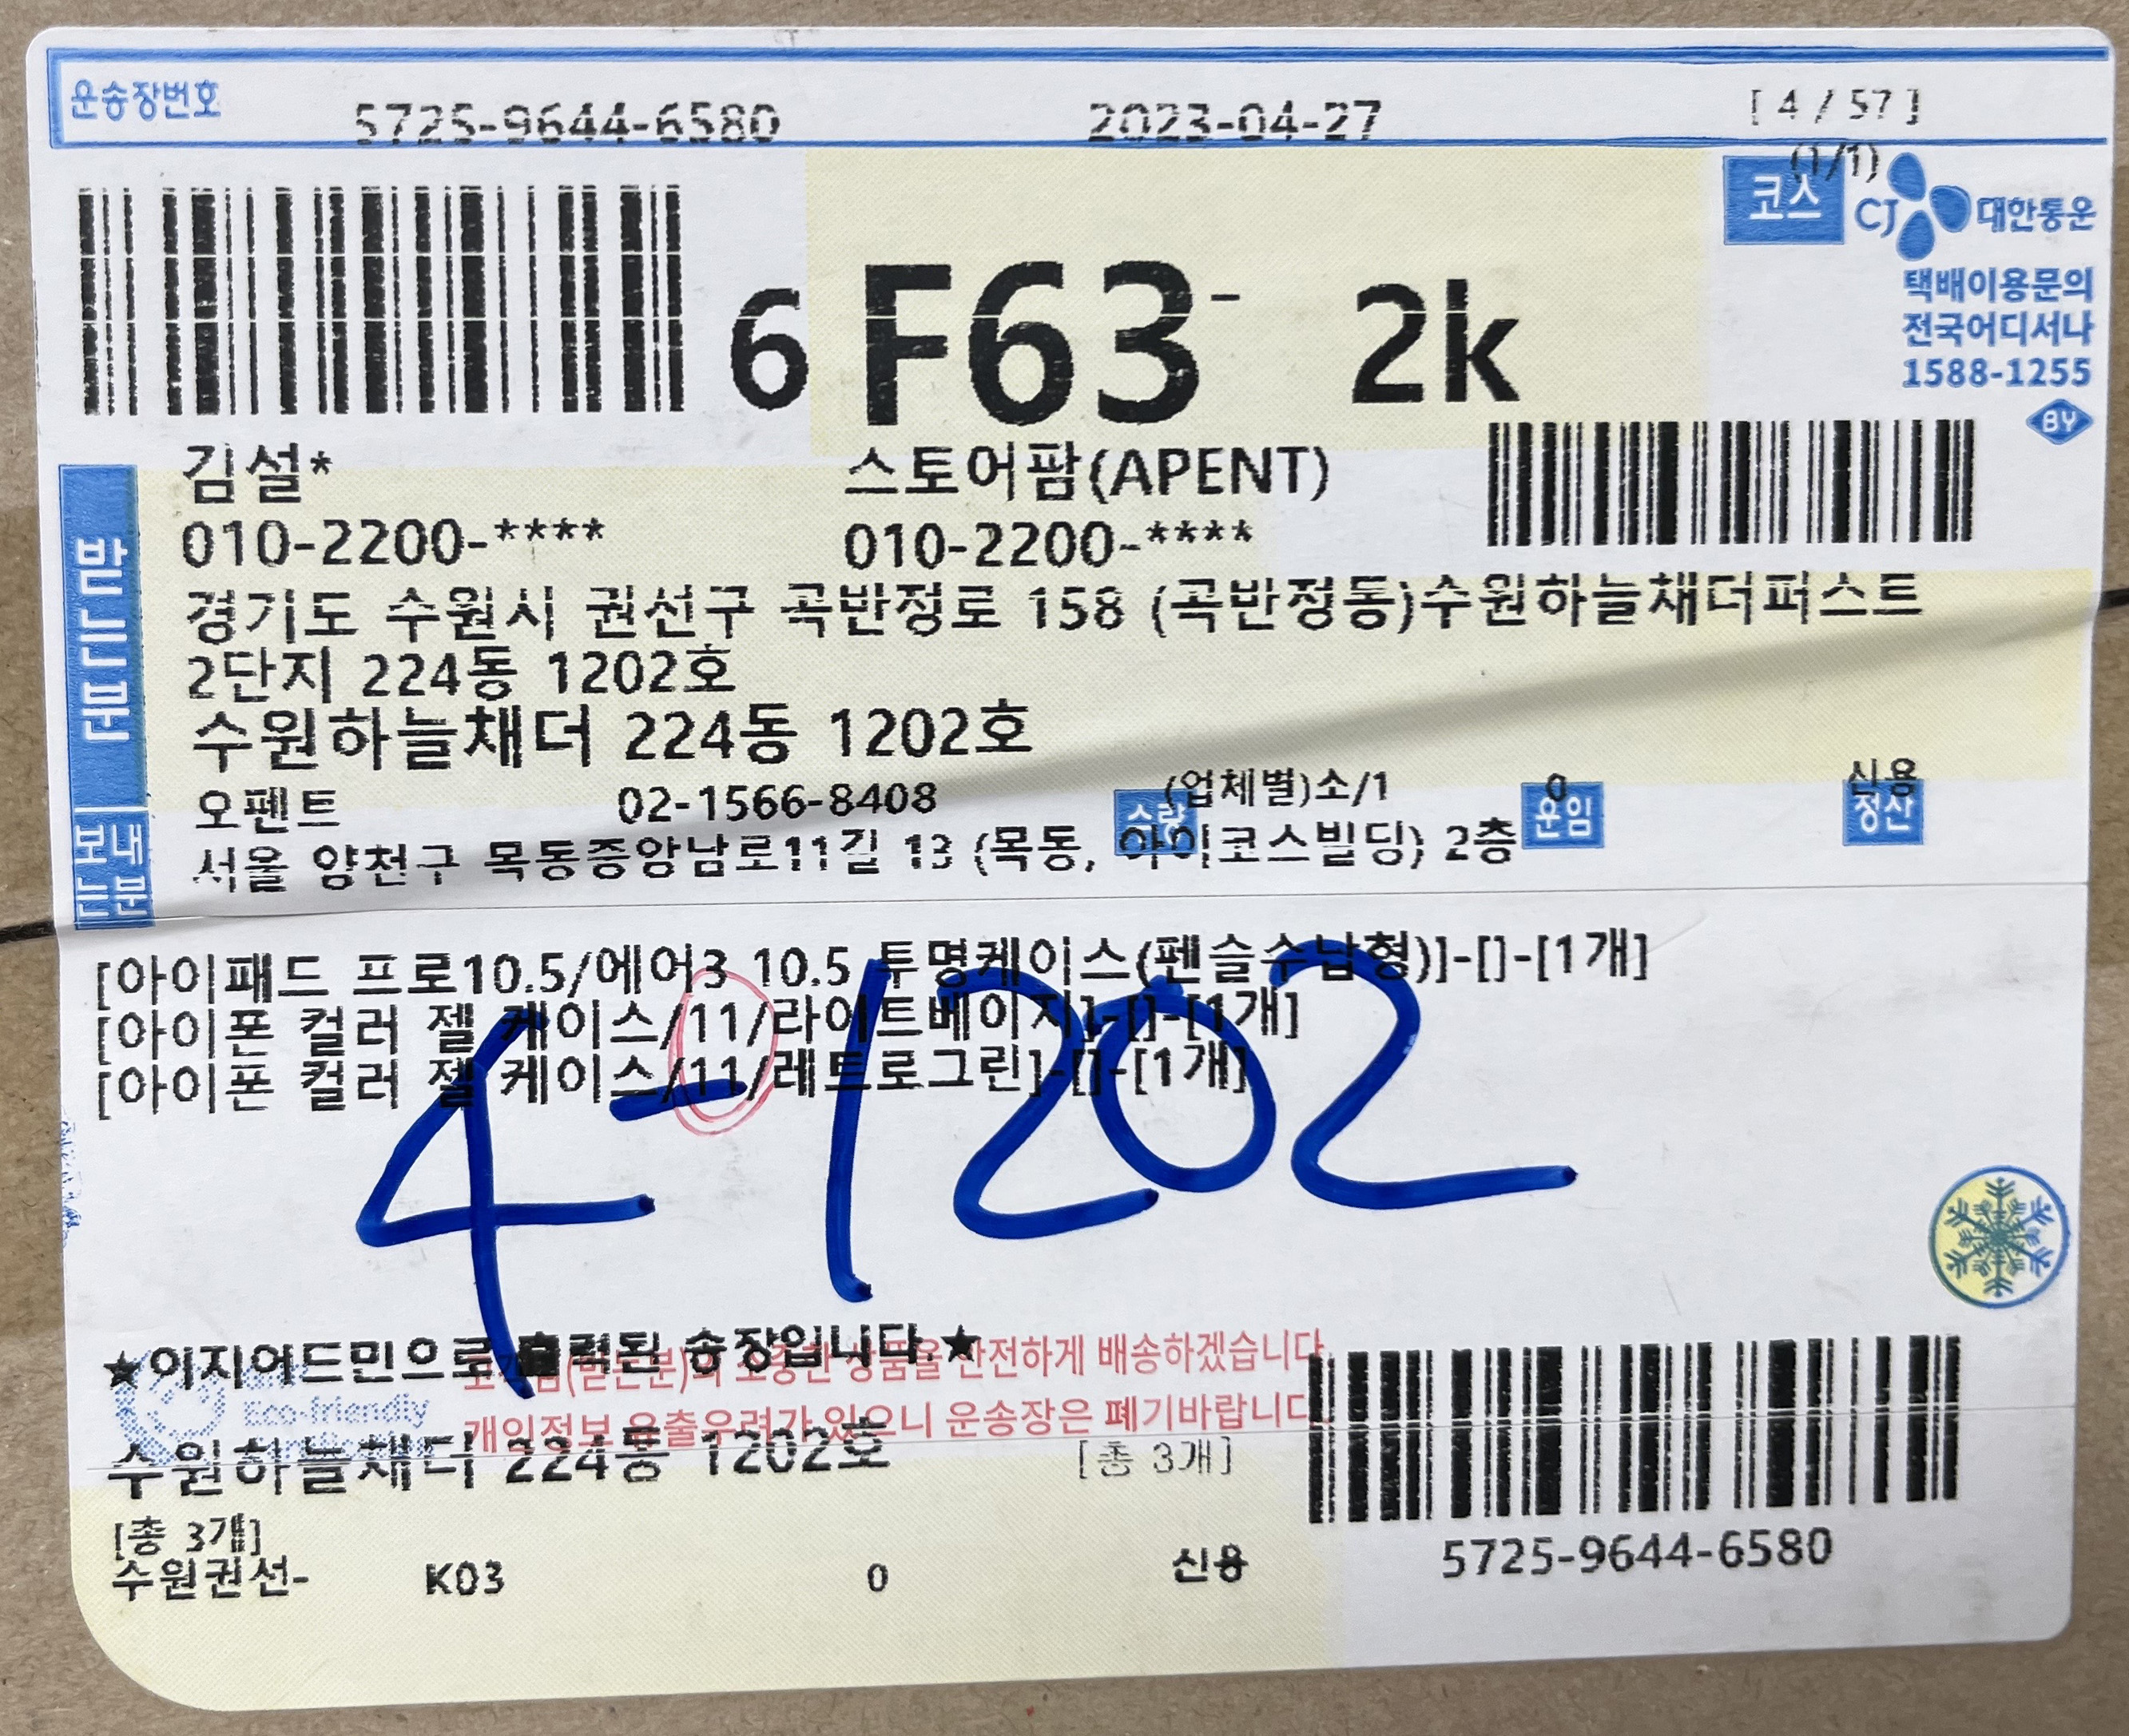 운송장번호 5725-9644-6580 2023-04-27 [ 4 / 57 ]
(1/1)
코스 CJ 대한통운
택배이용문의
전국어디서나
1588-1255
BY
6 F63- 2k
받는분
김설* 스토어팜(APENT)
010-2200-**** 010-2200-****
경기도 수원시 권선구 곡반정로 158 (곡반정동)수원하늘채더퍼스트
2단지 224동 1202호
수원하늘채더 224동 1202호
보내는분
오펜트 02-1566-8408 수량 (업체별)소/1 운임 0 정산 신용
서울 양천구 목동중앙남로11길 13 (목동, 아이코스빌딩) 2층
[아이패드 프로10.5/에어3 10.5 투명케이스(펜슬수납형)]-[]-[1개]
[아이폰 컬러 젤 케이스/11/라이트베이지]-[]-[1개]
[아이폰 컬러 젤 케이스/11/레트로그린]-[]-[1개]
4-1202
★이지어드민으로 출력된 송장입니다.★
고객님(받는분)의 소중한 상품을 안전하게 배송하겠습니다.
Eco-friendly
개인정보 유출우려가 있으니 운송장은 폐기바랍니다.
수원하늘채더 224동 1202호 [총 3개]
[총 3개]
수원권선- K03 0 신용 5725-9644-6580